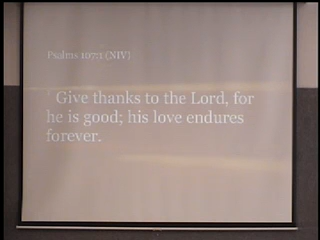 Psalms 107:1 (NIV)
Give thanks to the Lord, for
he is good; his love endures
forever.